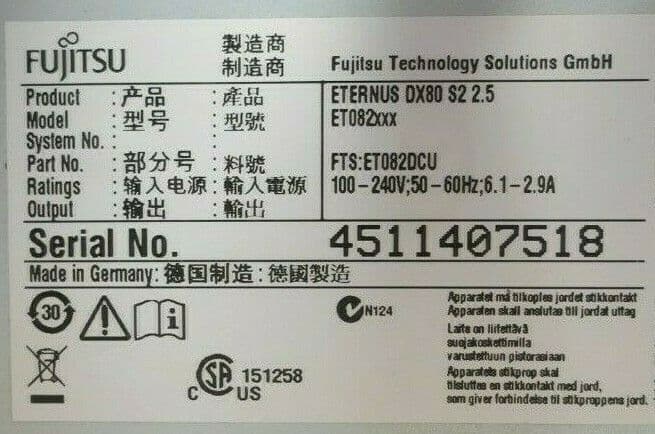 FUJITSU 製造商
制造商 Fujitsu Technology Solutions GmbH
Product : 产品 : 產品 ETERNUS DX80 S2 2.5
Model : 型号 : 型號 ET082xxx
System No. :
Part No. : 部分号 : 料號 FTS:ET082DCU
Ratings : 输入电源 : 輸入電源 100-240V;50-60Hz;6.1-2.9A
Output : 输出 : 輸出
Serial No. 4511407518
Made in Germany: 德国制造: 德國製造
30 i N124 Apparatet må tilkoples jordet stikkontakt
Apparaten skall anslutas till jordat uttag
Laite on liitettävä
suojakoskettimilla
varustettuun pistorasiaan
C SA US 151258 Apparatets stikprop skal
tilsluttes en stikkontakt med jord,
som giver forbindelse til stikproppens jord.